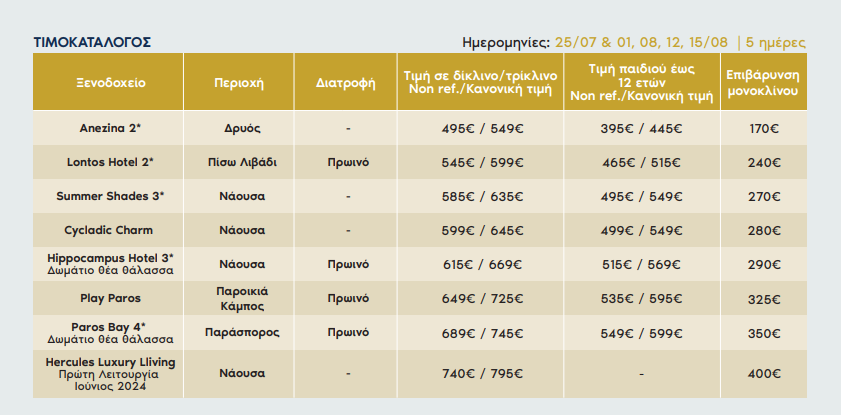 ΤΙΜΟΚΑΤΑΛΟΓΟΣ Ημερομηνίες: 25/07 & 01, 08, 12, 15/08 | 5 ημέρες
Ξενοδοχείο Περιοχή Διατροφή Τιμή σε δίκλινο/τρίκλινο Non ref./Κανονική τιμή Τιμή παιδιού έως 12 ετών Non ref./Κανονική τιμή Επιβάρυνση μονοκλίνου
Anezina 2* Δρυός - 495€ / 549€ 395€ / 445€ 170€
Lontos Hotel 2* Πίσω Λιβάδι Πρωινό 545€ / 599€ 465€ / 515€ 240€
Summer Shades 3* Νάουσα - 585€ / 635€ 495€ / 549€ 270€
Cycladic Charm Νάουσα - 599€ / 645€ 499€ / 549€ 280€
Hippocampus Hotel 3* Δωμάτιο θέα θάλασσα Νάουσα Πρωινό 615€ / 669€ 515€ / 569€ 290€
Play Paros Παροικιά Κάμπος Πρωινό 649€ / 725€ 535€ / 595€ 325€
Paros Bay 4* Δωμάτιο θέα θάλασσα Παράσπορος Πρωινό 689€ / 745€ 549€ / 599€ 350€
Hercules Luxury Lliving Πρώτη Λειτουργία Ιούνιος 2024 Νάουσα - 740€ / 795€ - 400€